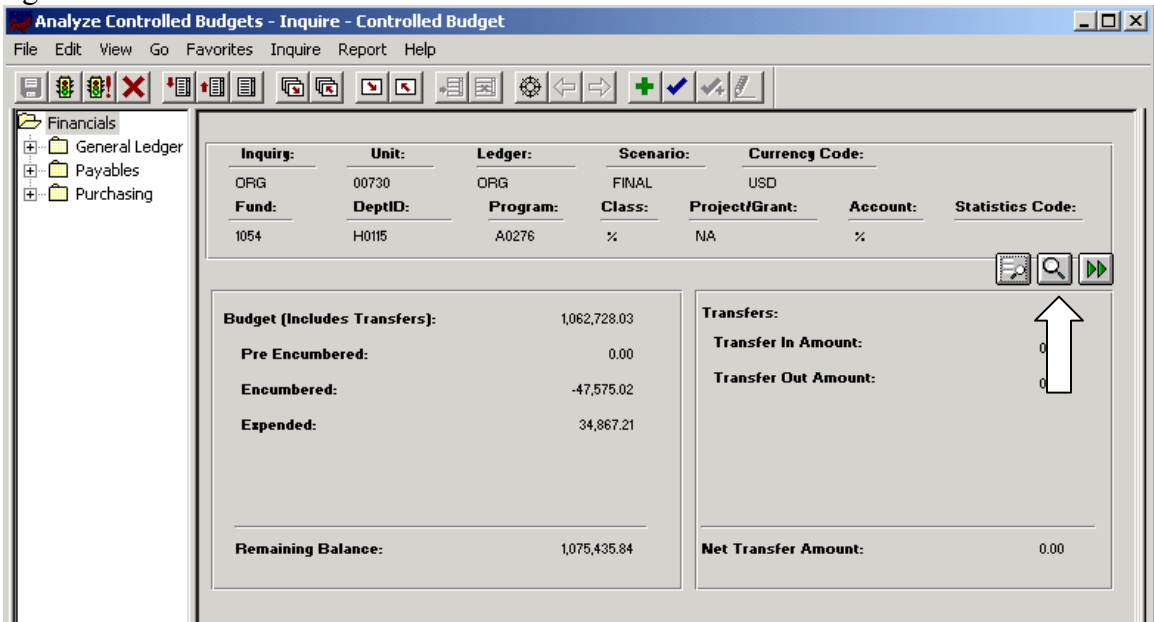 Analyze Controlled Budgets - Inquire - Controlled Budget
File Edit View Go Favorites Inquire Report Help
Financials
General Ledger
Payables
Purchasing
Inquiry: Unit: Ledger: Scenario: Currency Code:
ORG 00730 ORG FINAL USD
Fund: DeptID: Program: Class: Project/Grant: Account: Statistics Code:
1054 H0115 A0276 % NA %
Budget (Includes Transfers): 1,062,728.03
Pre Encumbered: 0.00
Encumbered: -47,575.02
Expended: 34,867.21
Remaining Balance: 1,075,435.84
Transfers:
Transfer In Amount: 0
Transfer Out Amount: 0
Net Transfer Amount: 0.00